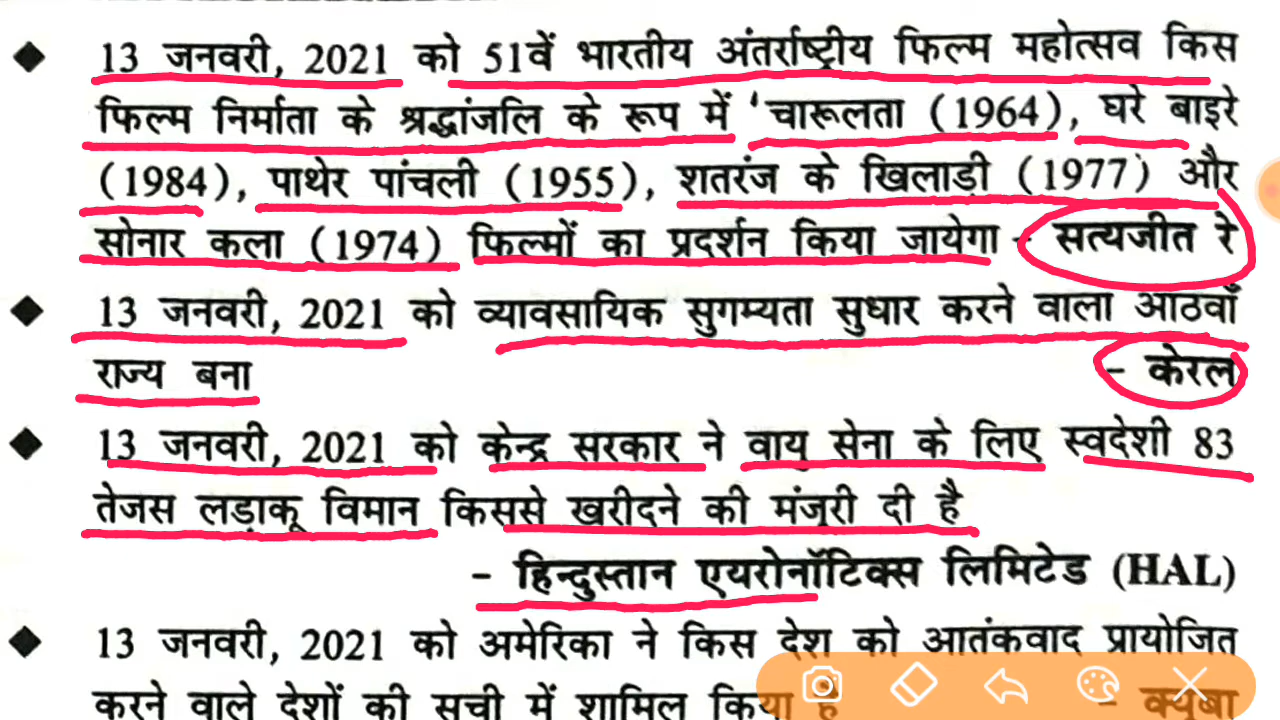 ◆ 13 जनवरी, 2021 को 51वें भारतीय अंतर्राष्ट्रीय फिल्म महोत्सव किस
फिल्म निर्माता के श्रद्धांजलि के रूप में 'चारूलता (1964), घरे बाइरे
(1984), पाथेर पांचली (1955), शतरंज के खिलाड़ी (1977) और
सोनार कला (1974) फिल्मों का प्रदर्शन किया जायेगा - सत्यजीत रे
◆ 13 जनवरी, 2021 को व्यावसायिक सुगम्यता सुधार करने वाला आठवाँ
राज्य बना - केरल
◆ 13 जनवरी, 2021 को केन्द्र सरकार ने वायु सेना के लिए स्वदेशी 83
तेजस लड़ाकू विमान किससे खरीदने की मंजूरी दी है
- हिन्दुस्तान एयरोनॉटिक्स लिमिटेड (HAL)
◆ 13 जनवरी, 2021 को अमेरिका ने किस देश को आतंकवाद प्रायोजित
करने वाले देशों की सूची में शामिल किया है - क्यूबा